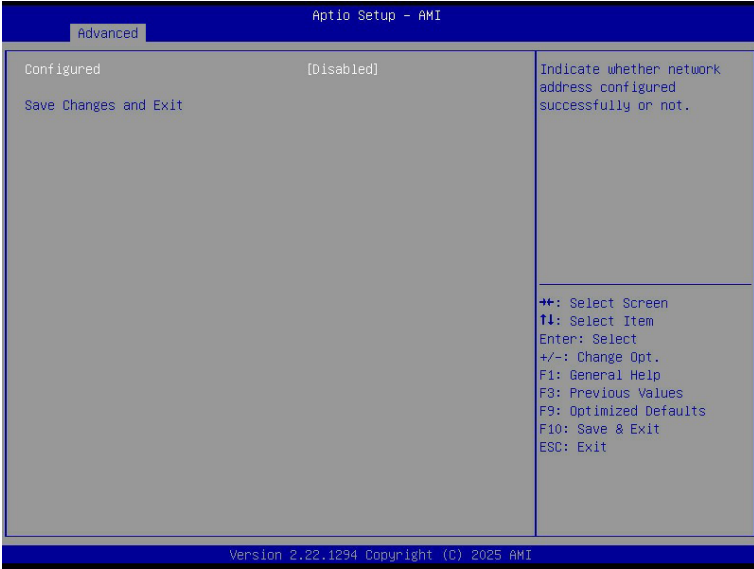 Aptio Setup – AMI
Advanced
Configured [Disabled]
Save Changes and Exit
Indicate whether network
address configured
successfully or not.
→←: Select Screen
↑↓: Select Item
Enter: Select
+/-: Change Opt.
F1: General Help
F3: Previous Values
F9: Optimized Defaults
F10: Save & Exit
ESC: Exit
Version 2.22.1294 Copyright (C) 2025 AMI